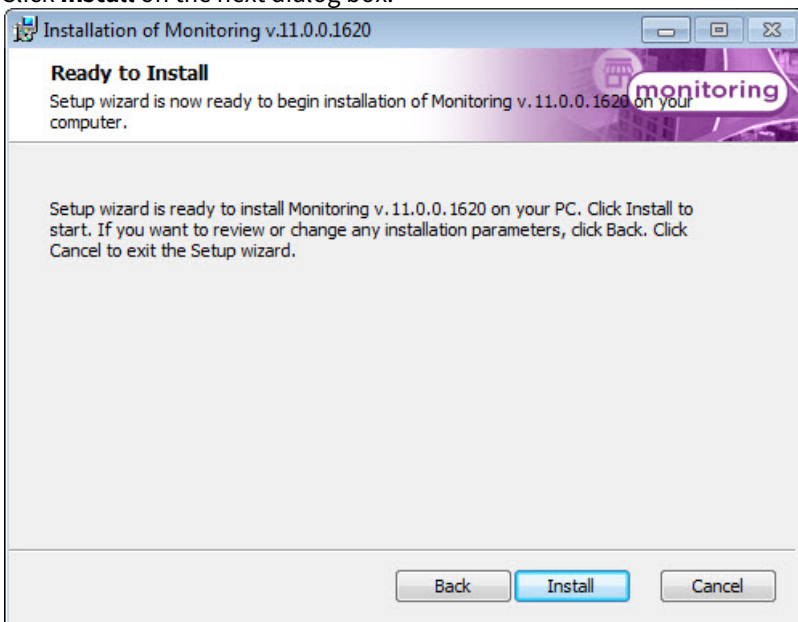 Click Install on the next dialog box.
Installation of Monitoring v.11.0.0.1620
Ready to Install
Setup wizard is now ready to begin installation of Monitoring v.11.0.0.1620 on your
computer.
monitoring
Setup wizard is ready to install Monitoring v.11.0.0.1620 on your PC. Click Install to
start. If you want to review or change any installation parameters, click Back. Click
Cancel to exit the Setup wizard.
Back Install Cancel